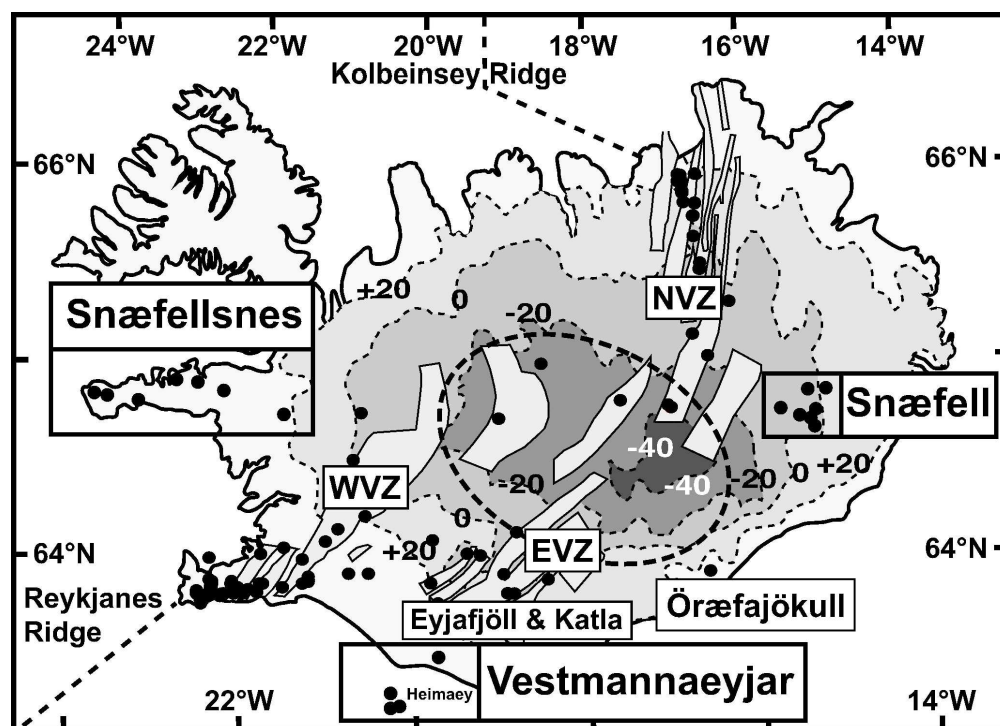 24°W 20°W 18°W 16°W 14°W
22°W
Kolbeinsey Ridge
66°N 66°N
NVZ
+20 0 -20
Snæfellsnes
Snæfell
-40
-40 -20 0 +20
-20
WVZ
0
+20
EVZ
64°N 64°N
Reykjanes
Ridge
Öræfajökull
Eyjafjöll & Katla
Vestmannaeyjar
Heimaey
22°W 14°W